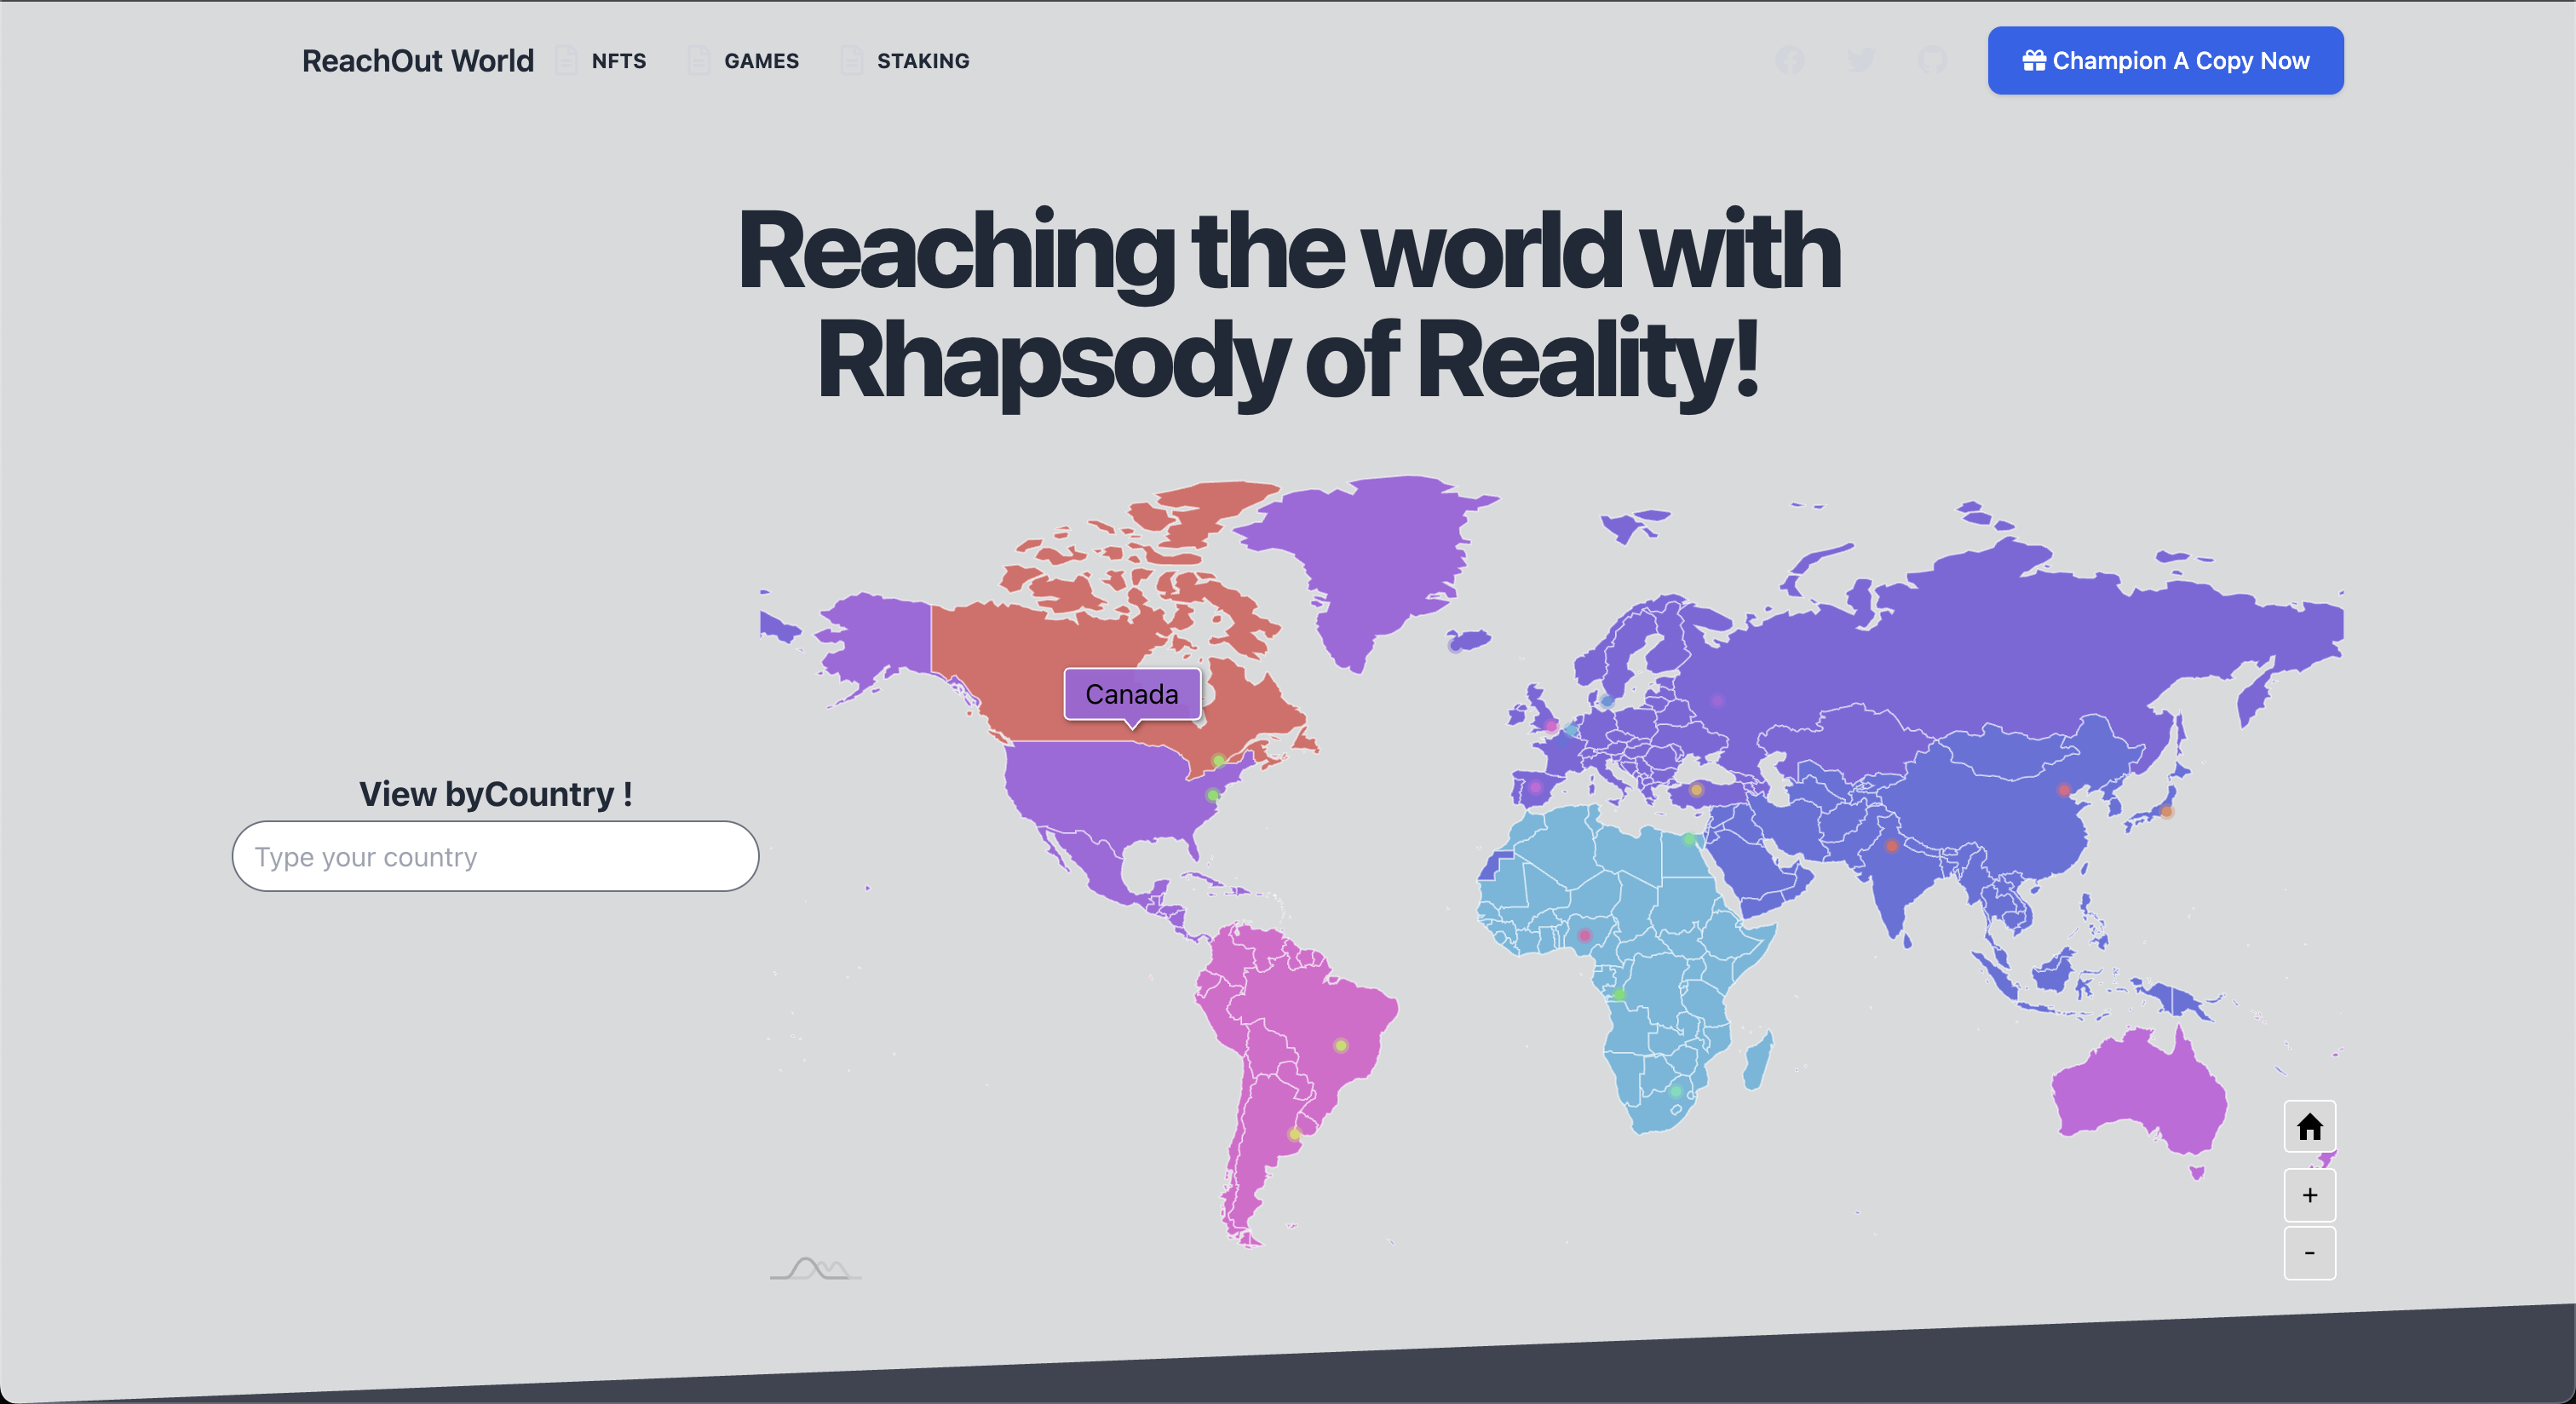 ReachOut World
NFTS
GAMES
STAKING
Champion A Copy Now
Reaching the world with
Rhapsody of Reality!
Canada
View byCountry !
Type your country
+
-